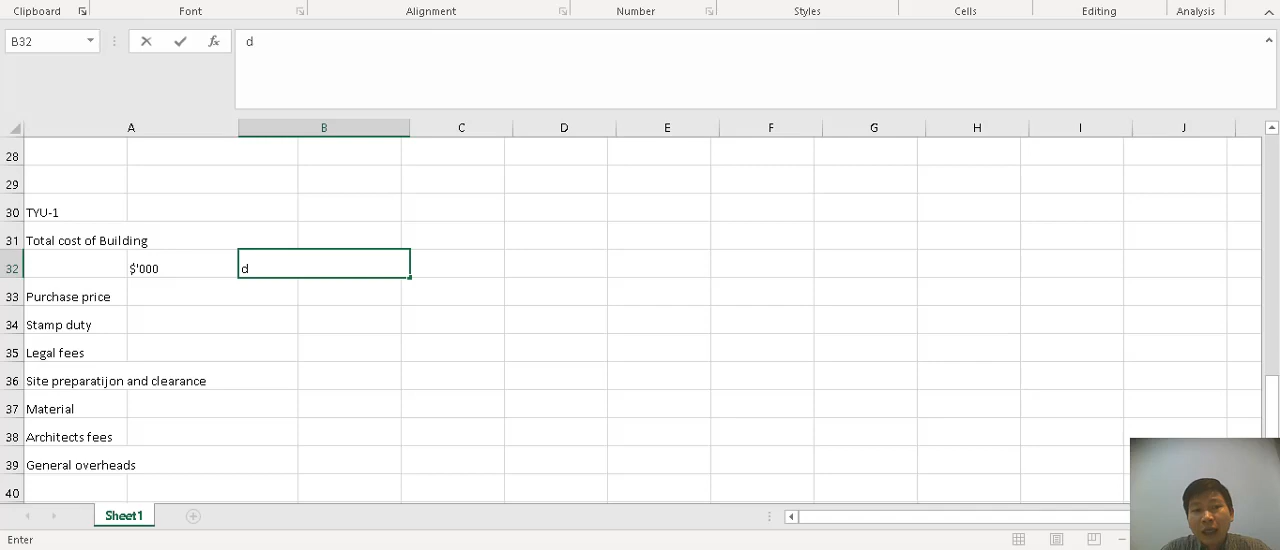 Clipboard Font Alignment Number Styles Cells Editing Analysis
B32 fx d
A B C D E F G H I J
28
29
30 TYU-1
31 Total cost of Building
32 $'000 d
33 Purchase price
34 Stamp duty
35 Legal fees
36 Site preparatijon and clearance
37 Material
38 Architects fees
39 General overheads
40
Sheet1
Enter